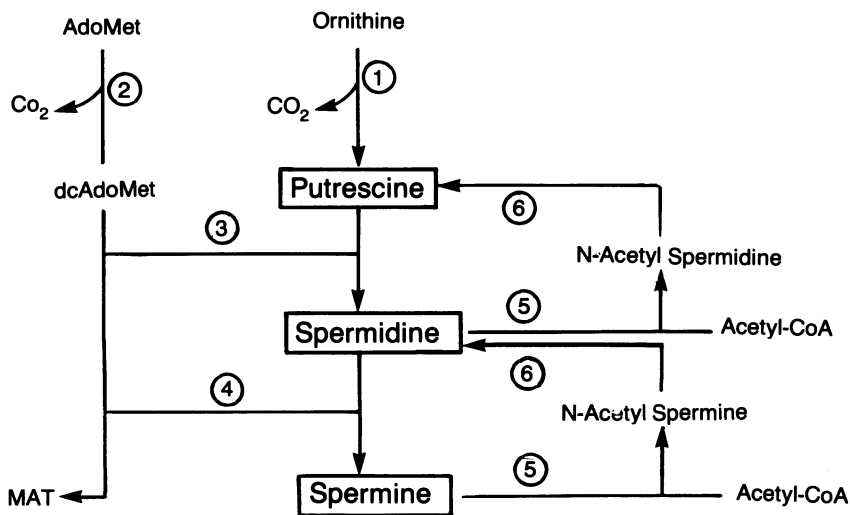 AdoMet
Ornithine
Co₂
②
CO₂
①
dcAdoMet
Putrescine
⑥
③
N-Acetyl Spermidine
Spermidine
⑤
Acetyl-CoA
⑥
④
N-Acetyl Spermine
MAT
Spermine
⑤
Acetyl-CoA